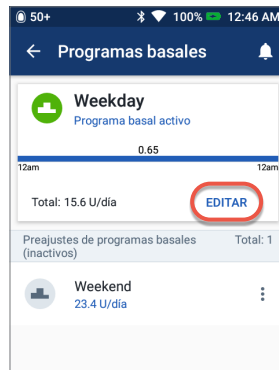 50+ 100% 12:46 AM
Programas basales
Weekday
Programa basal activo
0.65
12am 12am
Total: 15.6 U/día EDITAR
Preajustes de programas basales Total: 1
(inactivos)
Weekend
23.4 U/día